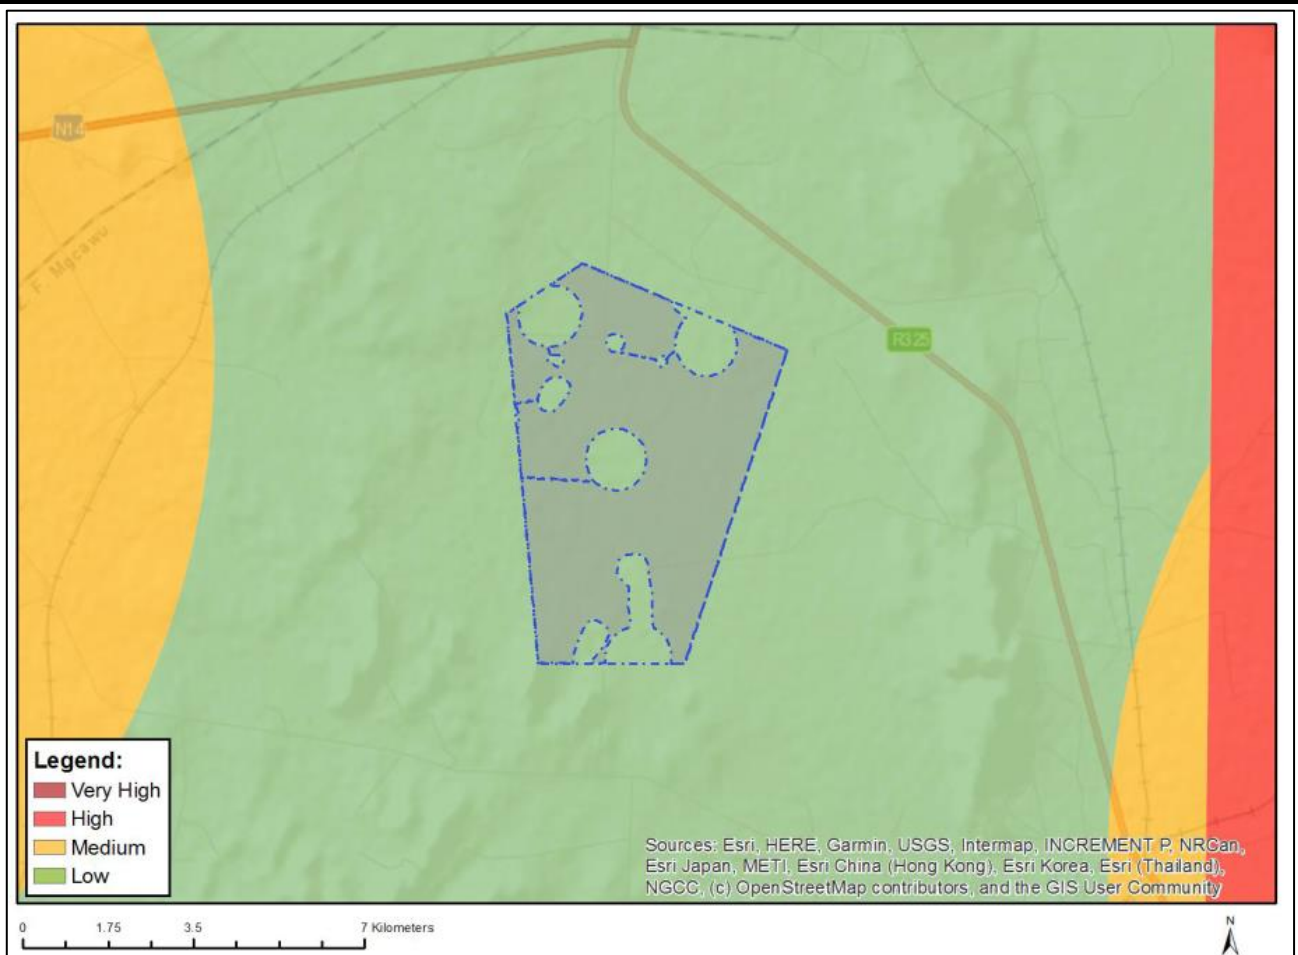 N14
Z. F. Mgcawu
R325
Legend:
Very High
High
Medium
Low
Sources: Esri, HERE, Garmin, USGS, Intermap, INCREMENT P, NRCan,
Esri Japan, METI, Esri China (Hong Kong), Esri Korea, Esri (Thailand),
NGCC, (c) OpenStreetMap contributors, and the GIS User Community
0 1.75 3.5 7 Kilometers
N